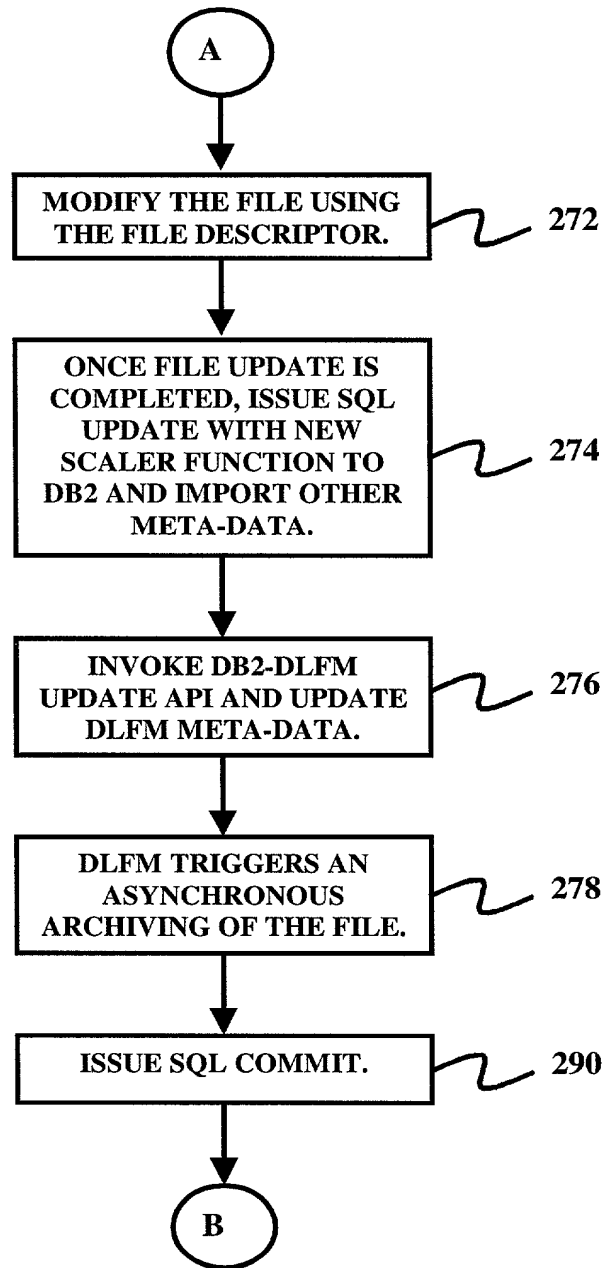 A
MODIFY THE FILE USING
THE FILE DESCRIPTOR.
272
ONCE FILE UPDATE IS
COMPLETED, ISSUE SQL
UPDATE WITH NEW
SCALER FUNCTION TO
DB2 AND IMPORT OTHER
META-DATA.
274
INVOKE DB2-DLFM
UPDATE API AND UPDATE
DLFM META-DATA.
276
DLFM TRIGGERS AN
ASYNCHRONOUS
ARCHIVING OF THE FILE.
278
ISSUE SQL COMMIT.
290
B